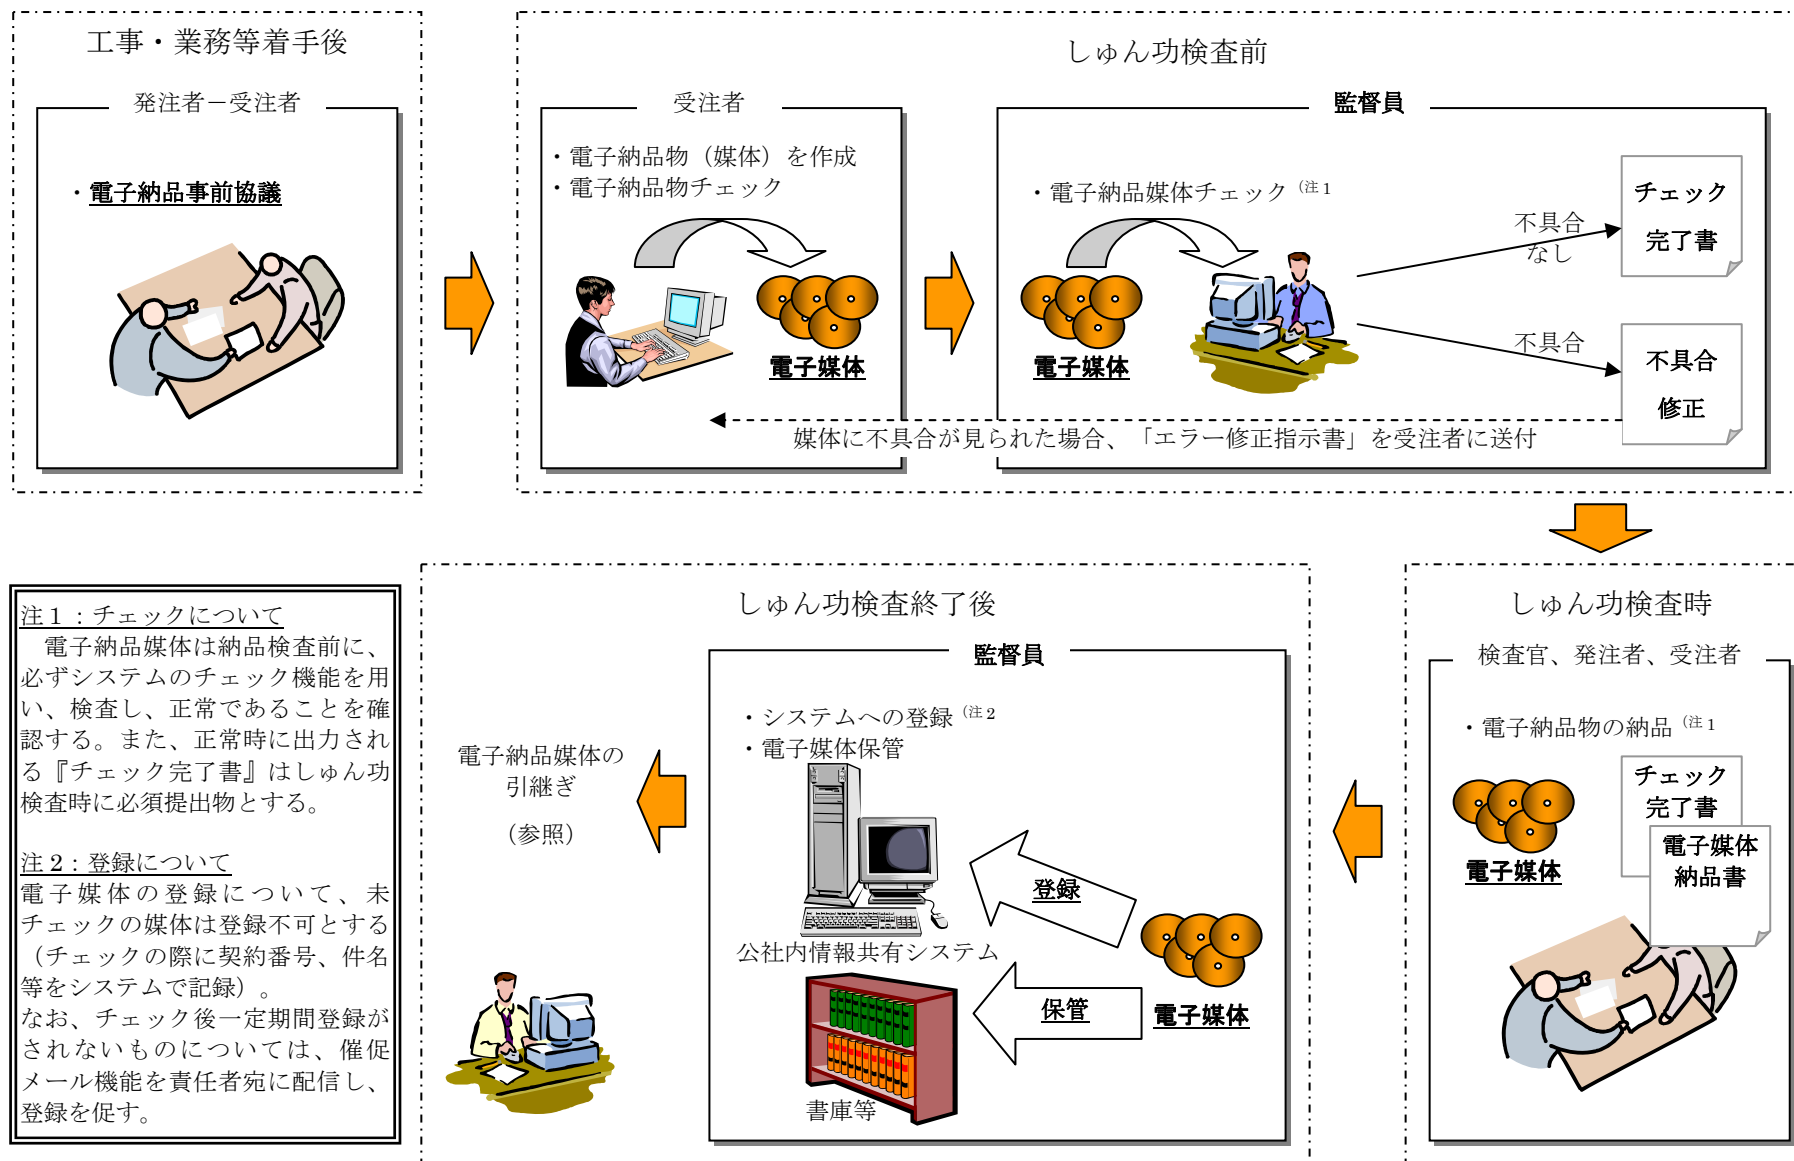 工事・業務等着手後
発注者－受注者
・電子納品事前協議
しゅん功検査前
受注者
・電子納品物（媒体）を作成
・電子納品物チェック
電子媒体
監督員
・電子納品媒体チェック（注1
電子媒体
不具合
なし
チェック
完了書
不具合
不具合
修正
媒体に不具合が見られた場合、「エラー修正指示書」を受注者に送付
しゅん功検査時
検査官、発注者、受注者
・電子納品物の納品（注1
チェック
完了書
電子媒体
納品書
電子媒体
しゅん功検査終了後
監督員
・システムへの登録（注2
・電子媒体保管
登録
公社内情報共有システム
保管
電子媒体
書庫等
電子納品媒体の
引継ぎ
（参照）
注1：チェックについて
　電子納品媒体は納品検査前に、
必ずシステムのチェック機能を用
い、検査し、正常であることを確
認する。また、正常時に出力され
る『チェック完了書』はしゅん功
検査時に必須提出物とする。
注2：登録について
電子媒体の登録について、未
チェックの媒体は登録不可とする
（チェックの際に契約番号、件名
等をシステムで記録）。
なお、チェック後一定期間登録が
されないものについては、催促
メール機能を責任者宛に配信し、
登録を促す。